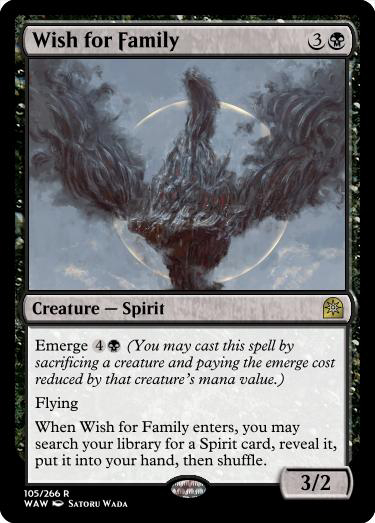 Wish for Family 3
Creature — Spirit
Emerge 4 (You may cast this spell by
sacrificing a creature and paying the emerge cost
reduced by that creature's mana value.)
Flying
When Wish for Family enters, you may
search your library for a Spirit card, reveal it,
put it into your hand, then shuffle.
3/2
105/266 R
WAW Satoru Wada